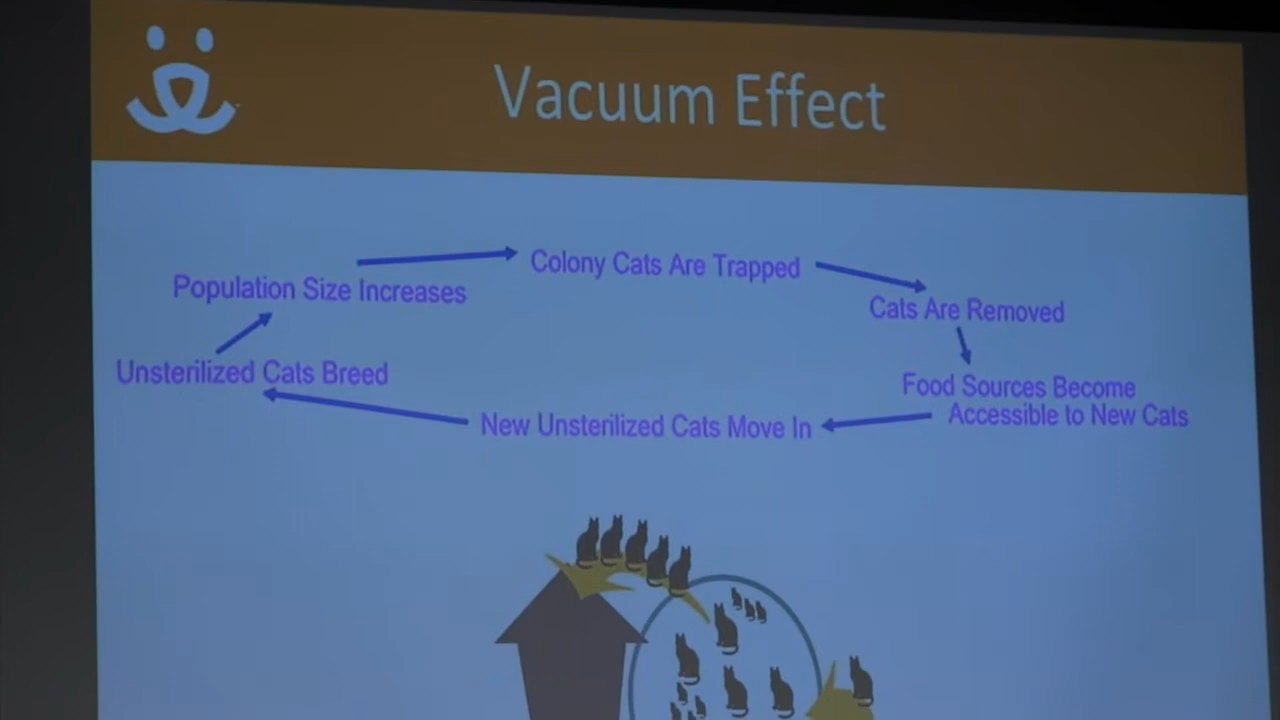 Vacuum Effect
Colony Cats Are Trapped
Population Size Increases
Cats Are Removed
Unsterilized Cats Breed
Food Sources Become
Accessible to New Cats
New Unsterilized Cats Move In